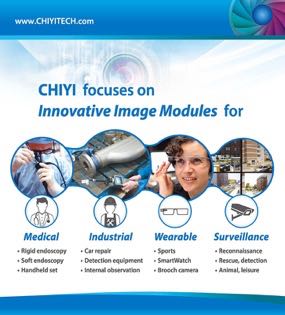 www.CHIYITECH.com
CHIYI focuses on
Innovative Image Modules for
Medical
• Rigid endoscopy
• Soft endoscopy
• Handheld set
Industrial
• Car repair
• Detection equipment
• Internal observation
Wearable
• Sports
• SmartWatch
• Brooch camera
Surveillance
• Reconnaissance
• Rescue, detection
• Animal, leisure